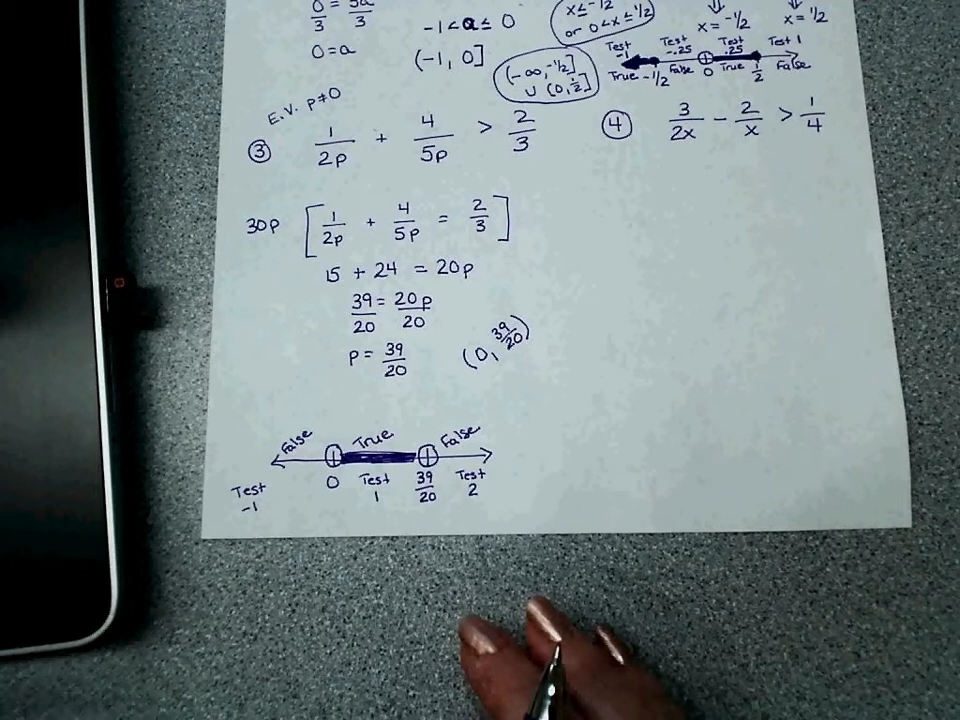 0/3 = 5a/3
0 = a
-1 < a ≤ 0
(-1, 0]
x ≤ -1/2
or 0 < x ≤ 1/2
(-∞, -1/2]
∪ (0, 1/2]
x = -1/2
x = 1/2
Test -1 Test -.25 Test .25 Test 1
True -1/2 False 0 True 1/2 False
E.V. p ≠ 0
③ 1/2p + 4/5p > 2/3
④ 3/2x - 2/x > 1/4
30p [1/2p + 4/5p = 2/3]
15 + 24 = 20p
39/20 = 20p/20
p = 39/20
(0, 39/20)
False True False
Test -1 0 Test 1 39/20 Test 2